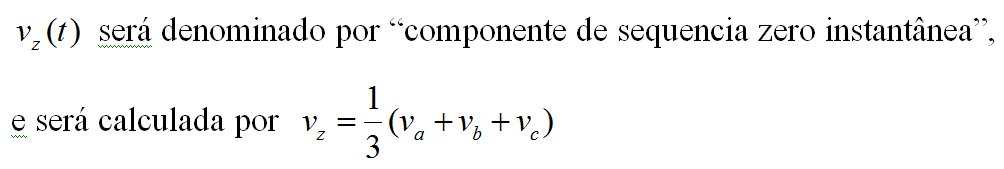 v_z(t) será denominado por “componente de sequencia zero instantânea”,
e será calculada por v_z = 1/3 (v_a + v_b + v_c)